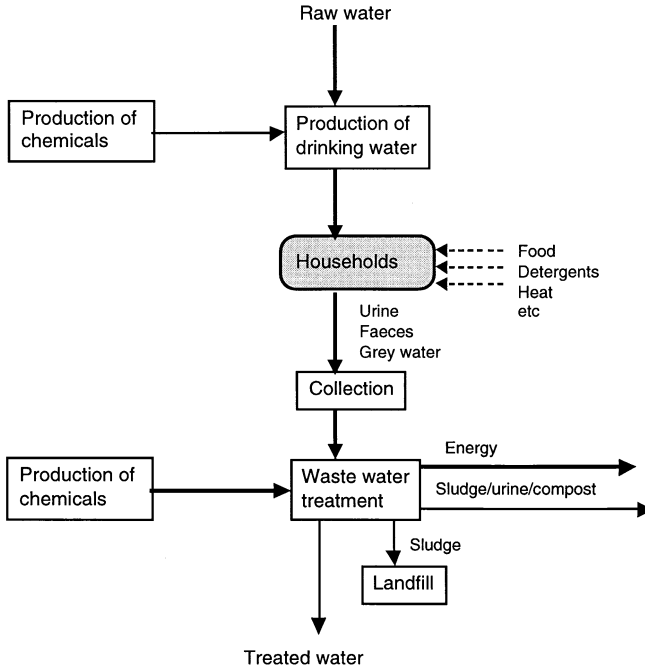 Raw water
Production of
chemicals
Production of
drinking water
Households
Food
Detergents
Heat
etc
Urine
Faeces
Grey water
Collection
Production of
chemicals
Waste water
treatment
Energy
Sludge/urine/compost
Sludge
Landfill
Treated water